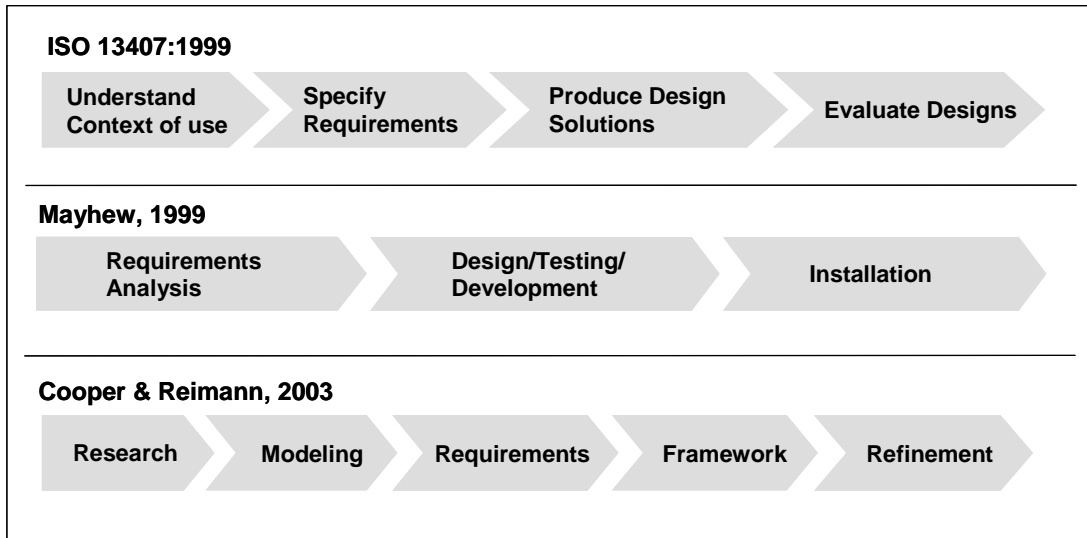 ISO 13407:1999
Understand
Context of use
Specify
Requirements
Produce Design
Solutions
Evaluate Designs
Mayhew, 1999
Requirements
Analysis
Design/Testing/
Development
Installation
Cooper & Reimann, 2003
Research
Modeling
Requirements
Framework
Refinement